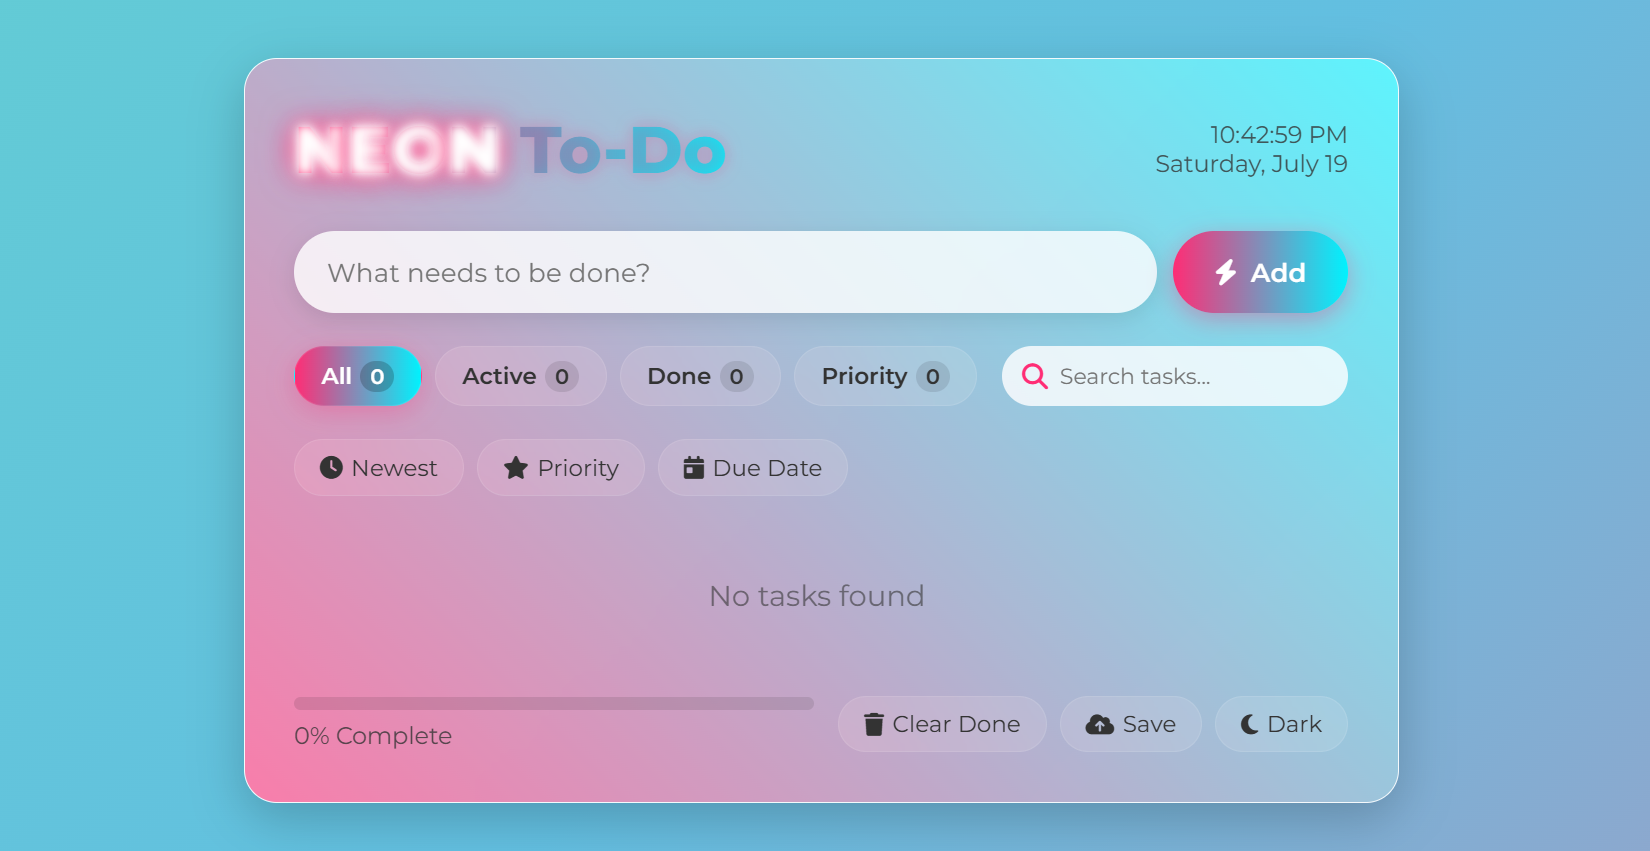 NEON To-Do
10:42:59 PM
Saturday, July 19
What needs to be done?
Add
All 0
Active 0
Done 0
Priority 0
Search tasks...
Newest
Priority
Due Date
No tasks found
0% Complete
Clear Done
Save
Dark